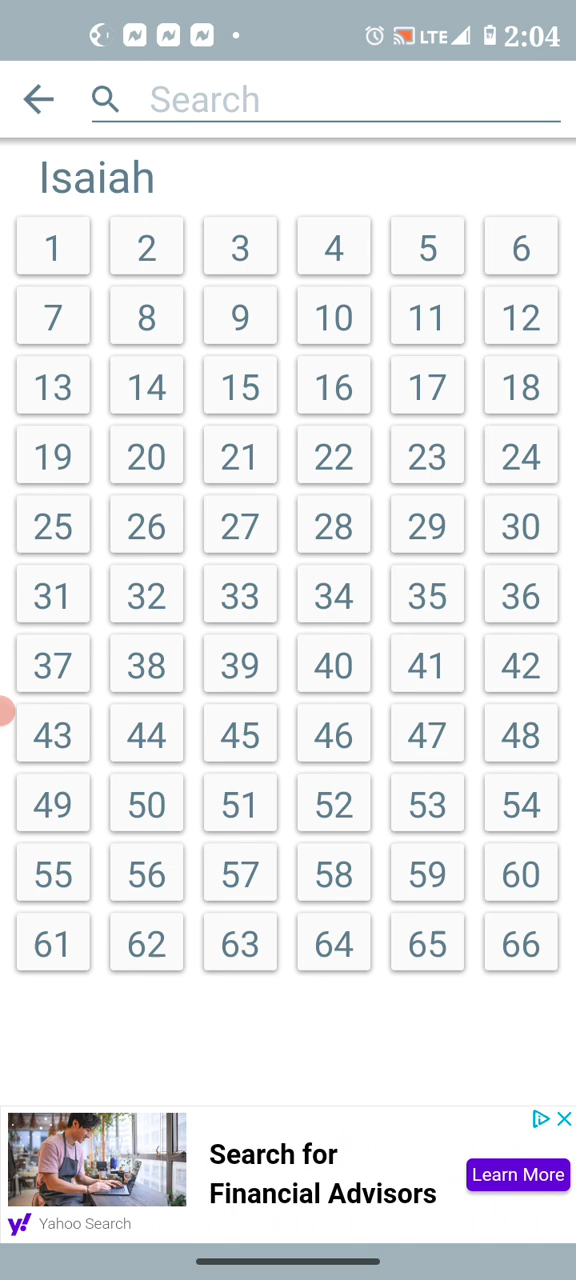 LTE 2:04
Search
Isaiah
1 2 3 4 5 6
7 8 9 10 11 12
13 14 15 16 17 18
19 20 21 22 23 24
25 26 27 28 29 30
31 32 33 34 35 36
37 38 39 40 41 42
43 44 45 46 47 48
49 50 51 52 53 54
55 56 57 58 59 60
61 62 63 64 65 66
Search for
Financial Advisors
Learn More
y! Yahoo Search